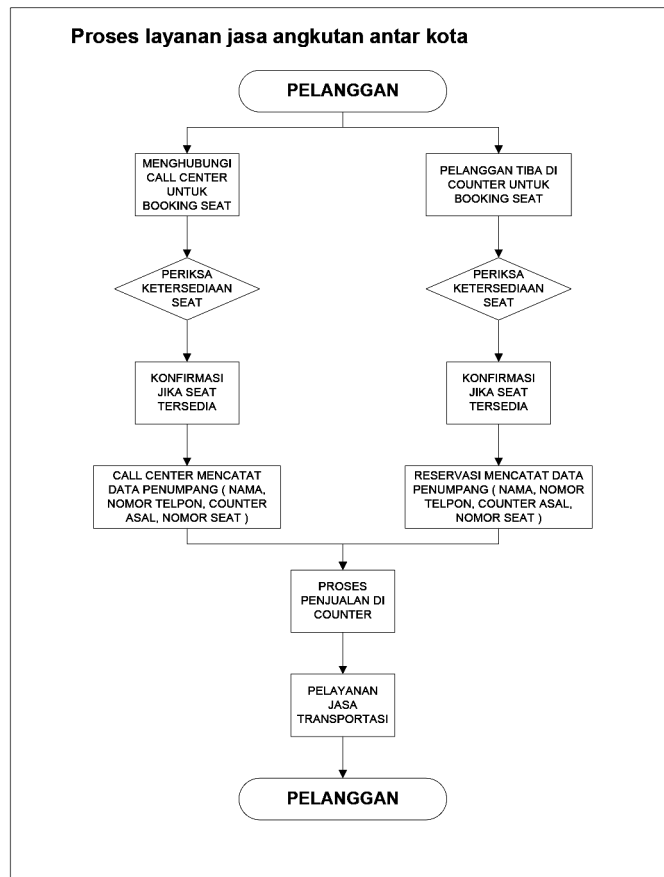 Proses layanan jasa angkutan antar kota
PELANGGAN
MENGHUBUNGI
CALL CENTER
UNTUK
BOOKING SEAT
PELANGGAN TIBA DI
COUNTER UNTUK
BOOKING SEAT
PERIKSA
KETERSEDIAAN
SEAT
PERIKSA
KETERSEDIAAN
SEAT
KONFIRMASI
JIKA SEAT
TERSEDIA
KONFIRMASI
JIKA SEAT
TERSEDIA
CALL CENTER MENCATAT
DATA PENUMPANG ( NAMA,
NOMOR TELPON, COUNTER
ASAL, NOMOR SEAT )
RESERVASI MENCATAT DATA
PENUMPANG ( NAMA, NOMOR
TELPON, COUNTER ASAL,
NOMOR SEAT )
PROSES
PENJUALAN DI
COUNTER
PELAYANAN
JASA
TRANSPORTASI
PELANGGAN